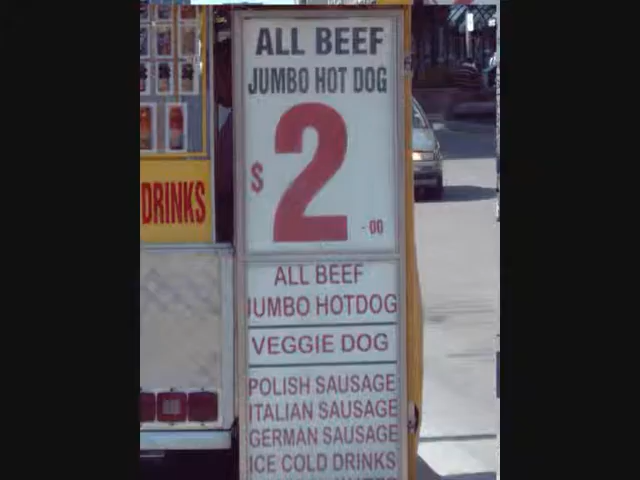 ALL BEEF
JUMBO HOT DOG
$2.00
DRINKS
ALL BEEF
JUMBO HOTDOG
VEGGIE DOG
POLISH SAUSAGE
ITALIAN SAUSAGE
GERMAN SAUSAGE
ICE COLD DRINKS